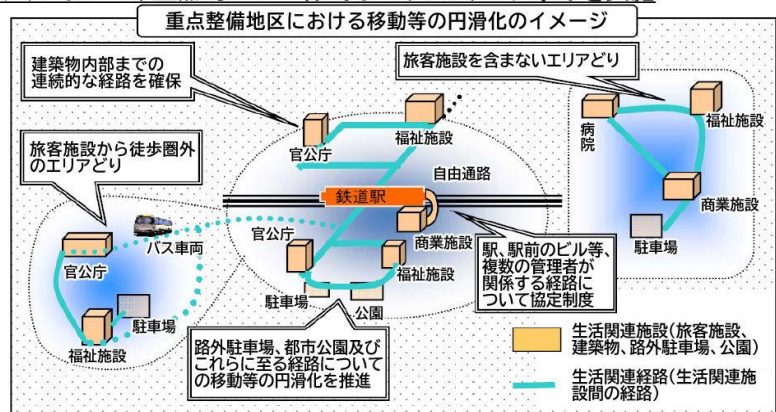 重点整備地区における移動等の円滑化のイメージ
建築物内部までの
連続的な経路を確保
旅客施設を含まないエリアどり
旅客施設から徒歩圏外
のエリアどり
官公庁
福祉施設
自由通路
鉄道駅
商業施設
官公庁
福祉施設
駐車場
公園
バス車両
官公庁
駐車場
福祉施設
病院
福祉施設
商業施設
駐車場
駅、駅前のビル等、
複数の管理者が
関係する経路に
ついて協定制度
路外駐車場、都市公園及び
これらに至る経路について
の移動等の円滑化を推進
生活関連施設(旅客施設、
建築物、路外駐車場、公園)
生活関連経路(生活関連施
設間の経路)